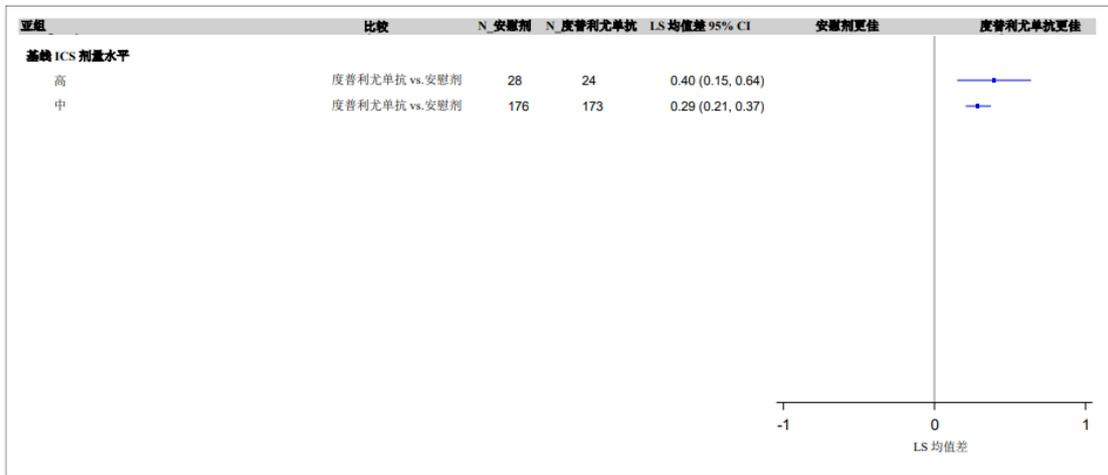 亚组 比较 N_安慰剂 N_度普利尤单抗 LS 均值差 95% CI 安慰剂更佳 度普利尤单抗更佳
基线 ICS 剂量水平
高 度普利尤单抗 vs.安慰剂 28 24 0.40 (0.15, 0.64)
中 度普利尤单抗 vs.安慰剂 176 173 0.29 (0.21, 0.37)
-1 0 1
LS 均值差